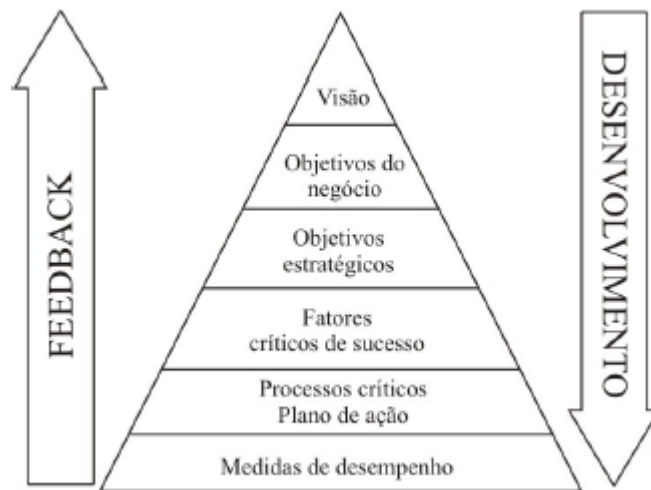 FEEDBACK
Visão
Objetivos do
negócio
Objetivos
estratégicos
Fatores
críticos de sucesso
Processos críticos
Plano de ação
Medidas de desempenho
DESENVOLVIMENTO